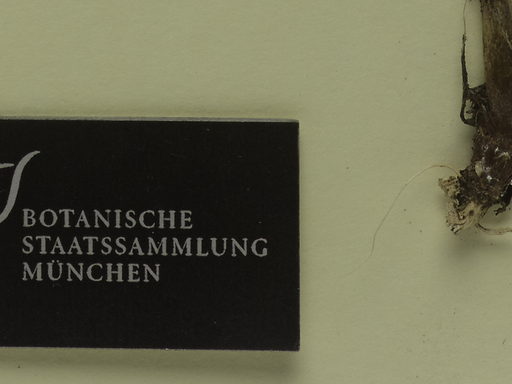 BOTANISCHE
STAATSSAMMLUNG
MÜNCHEN